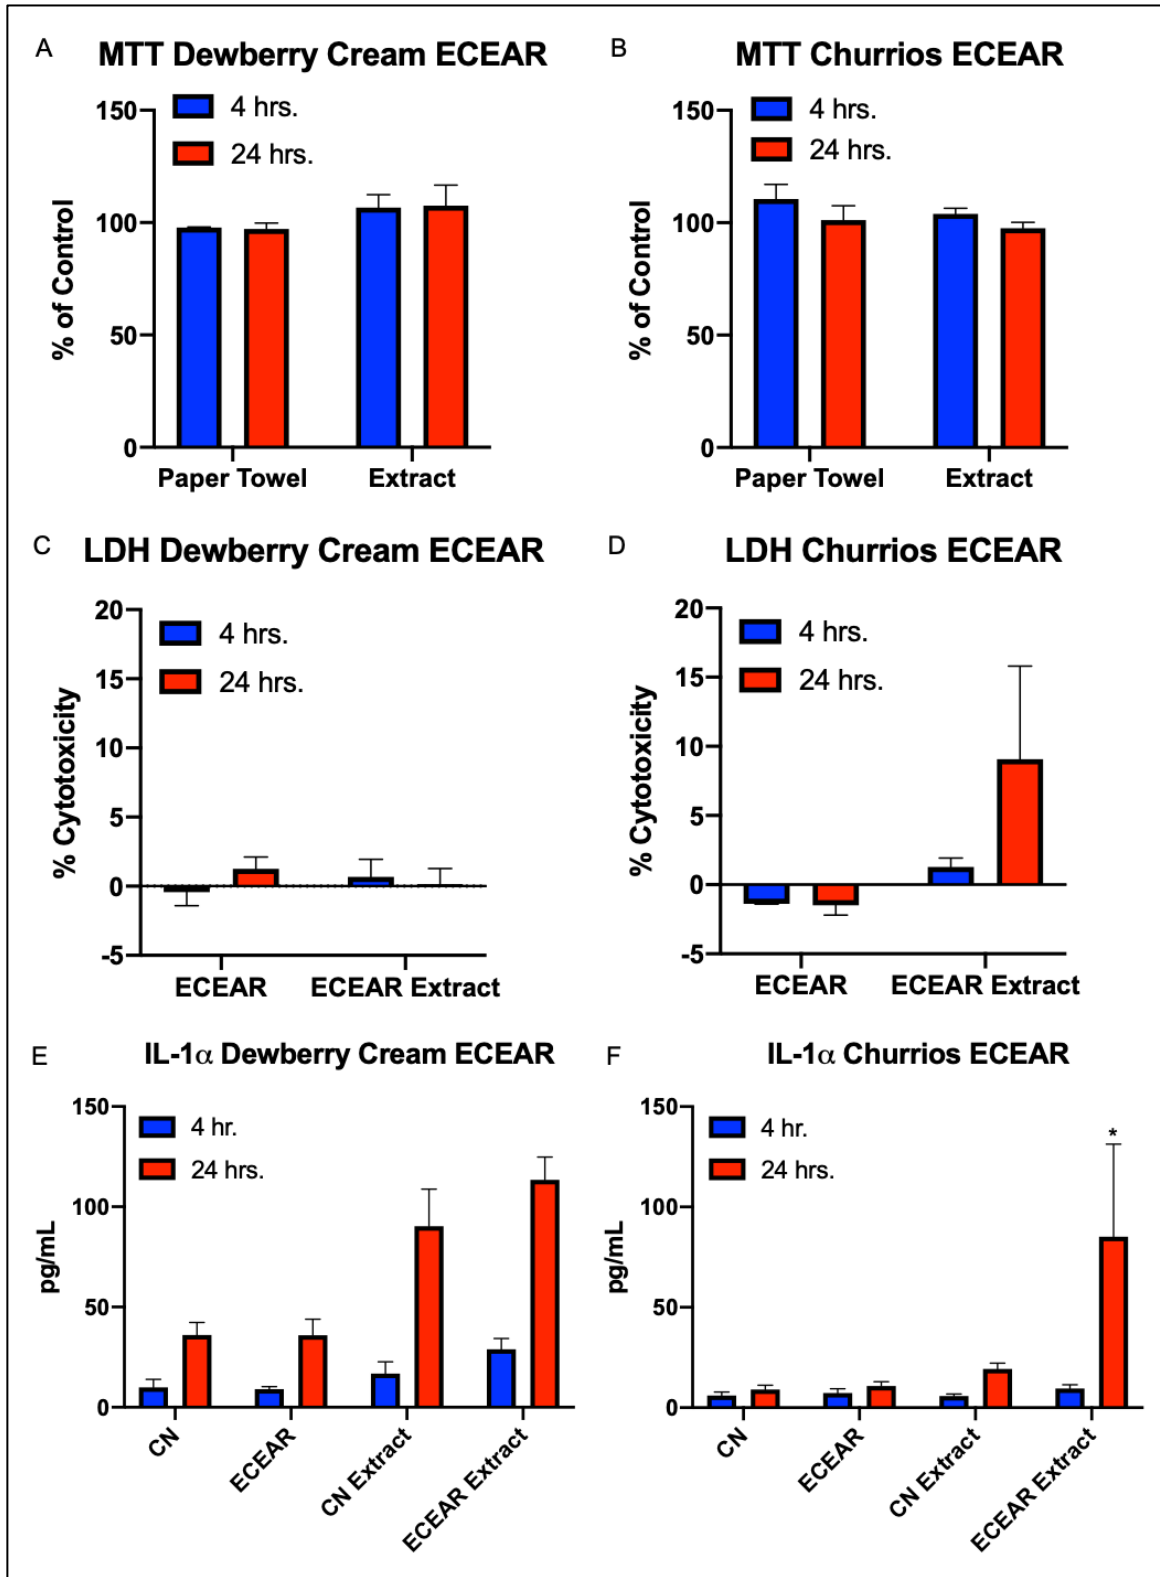 A
MTT Dewberry Cream ECEAR
4 hrs.
24 hrs.
150
100
50
0
% of Control
Paper Towel
Extract
B
MTT Churrios ECEAR
4 hrs.
24 hrs.
150
100
50
0
% of Control
Paper Towel
Extract
C
LDH Dewberry Cream ECEAR
4 hrs.
24 hrs.
20
15
10
5
0
-5
% Cytotoxicity
ECEAR
ECEAR Extract
D
LDH Churrios ECEAR
4 hrs.
24 hrs.
20
15
10
5
0
-5
% Cytotoxicity
ECEAR
ECEAR Extract
E
IL-1α Dewberry Cream ECEAR
4 hr.
24 hrs.
150
100
50
0
pg/mL
CN
ECEAR
CN Extract
ECEAR Extract
F
IL-1α Churrios ECEAR
4 hr.
24 hrs.
150
100
50
0
pg/mL
*
CN
ECEAR
CN Extract
ECEAR Extract